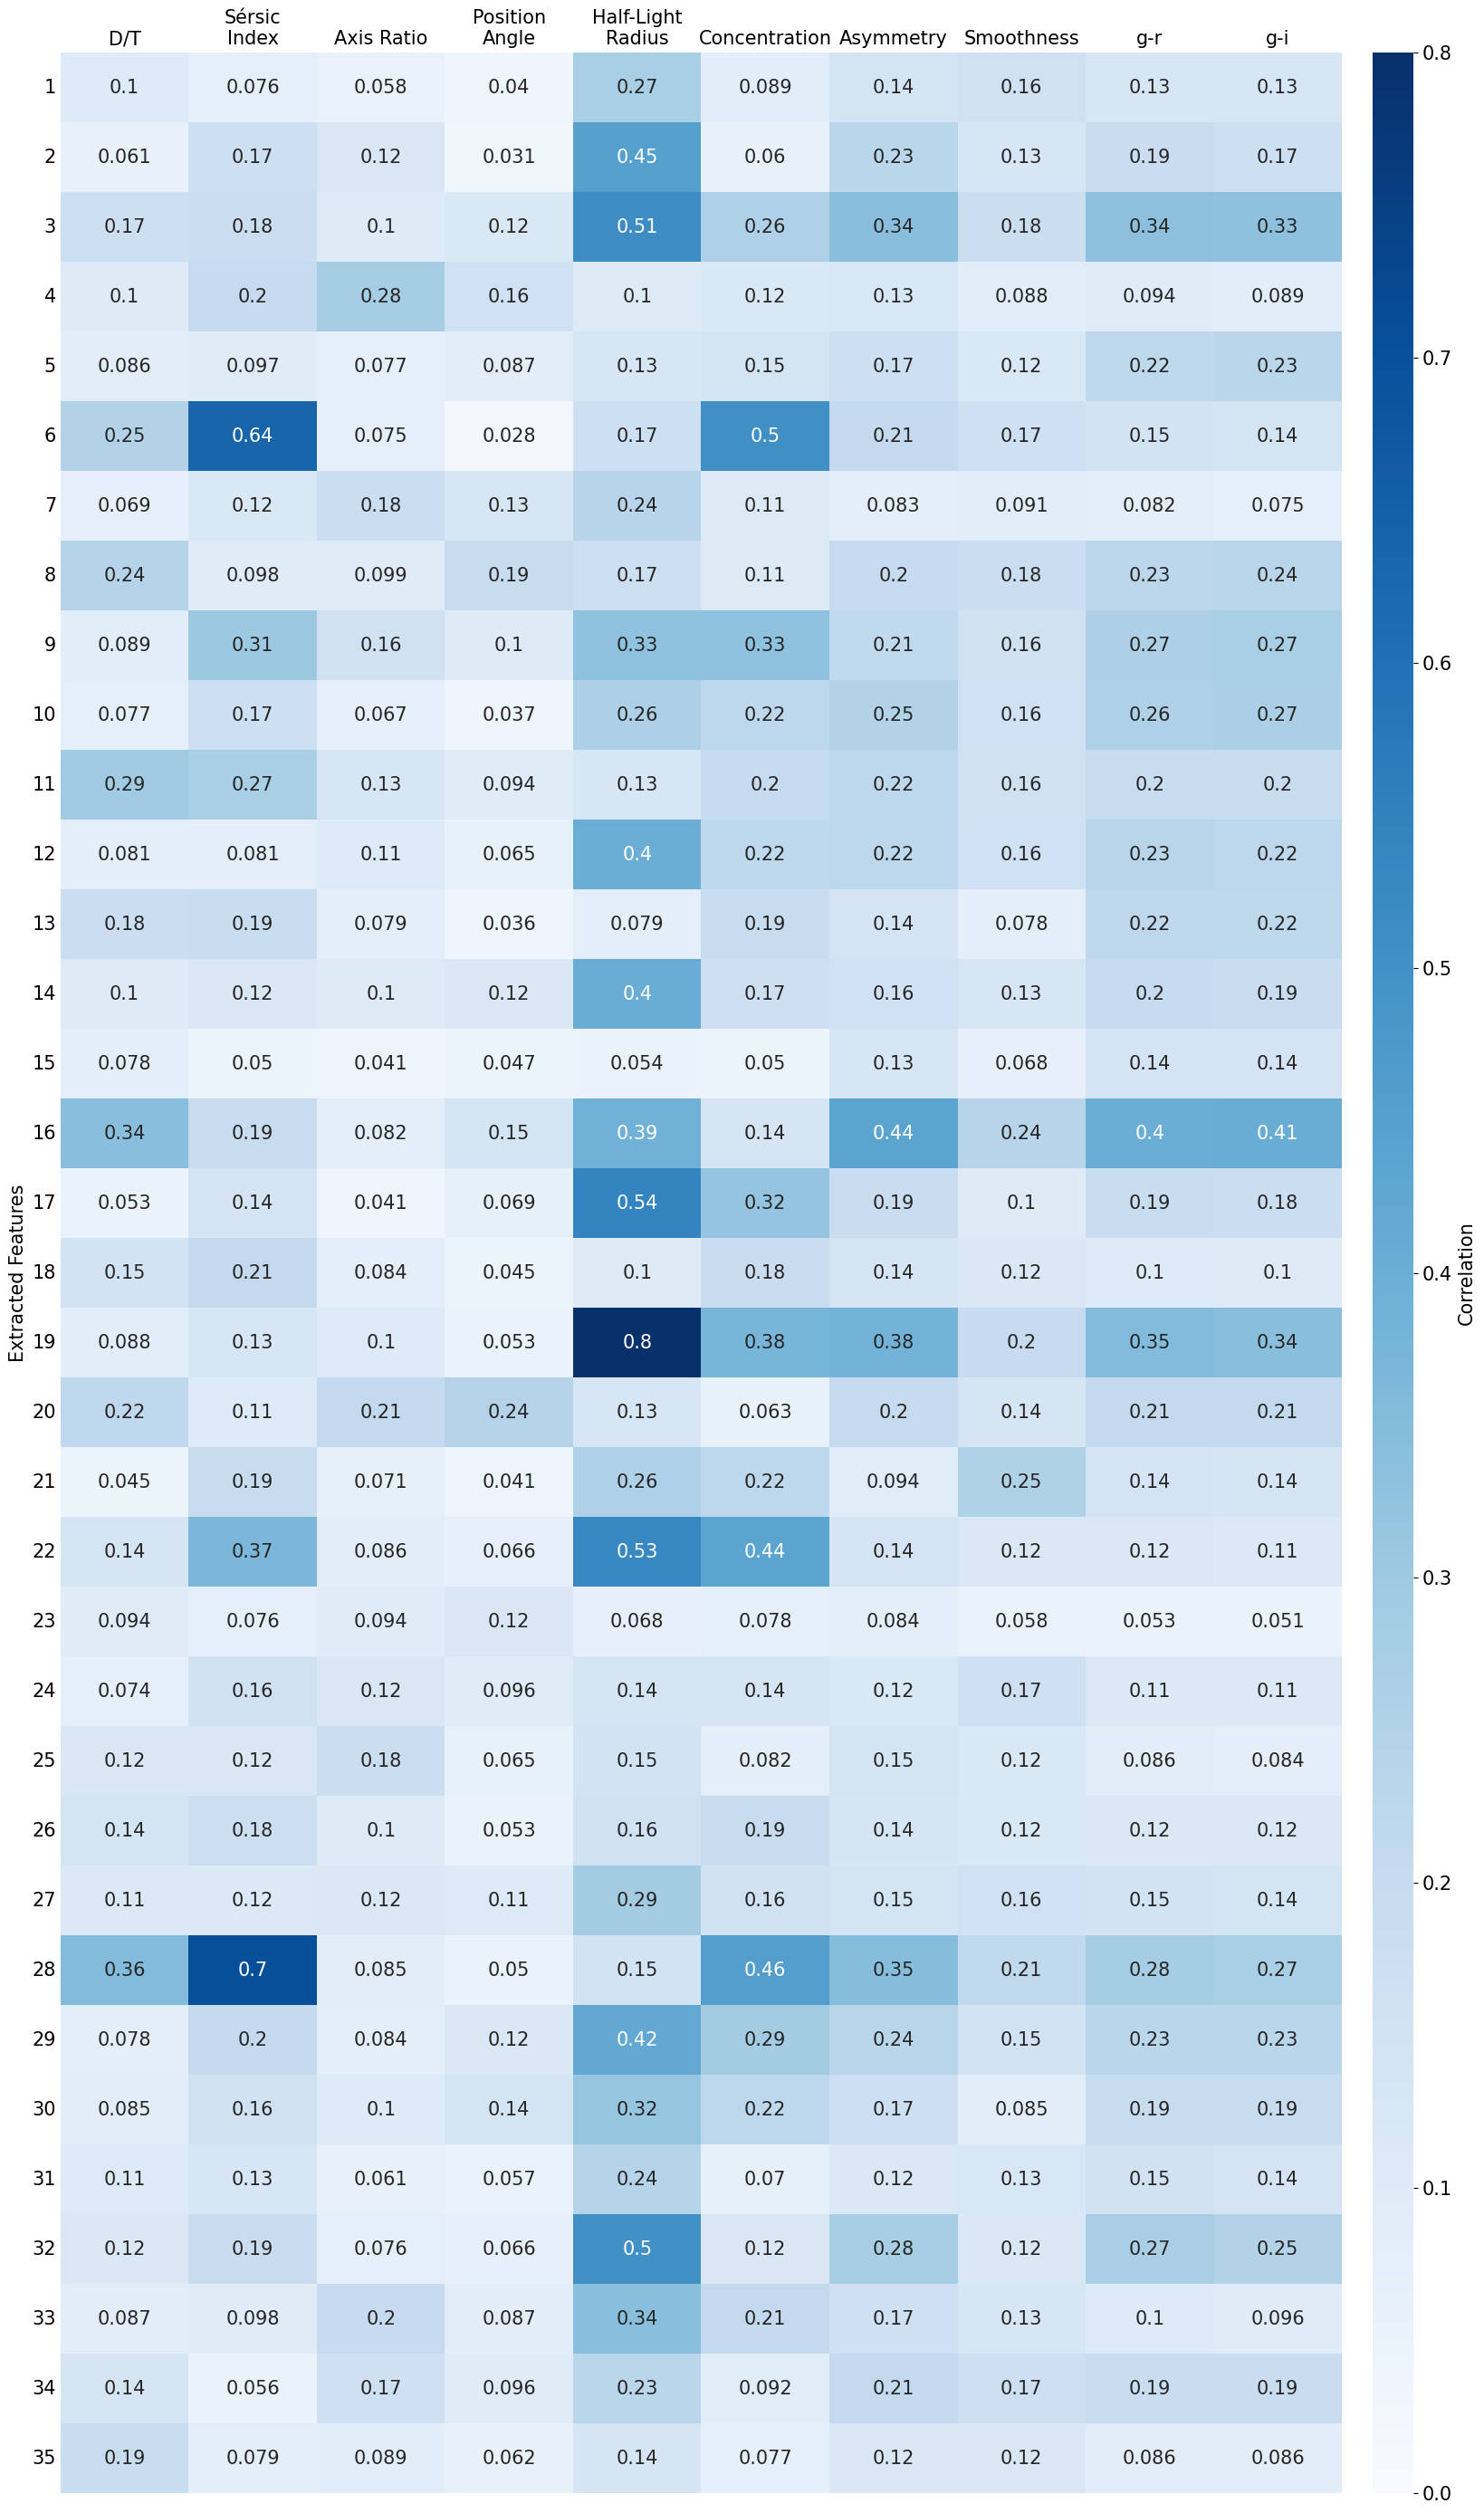 Sérsic Position Half-Light
D/T Index Axis Ratio Angle Radius Concentration Asymmetry Smoothness g-r g-i
1 0.1 0.076 0.058 0.04 0.27 0.089 0.14 0.16 0.13 0.13
2 0.061 0.17 0.12 0.031 0.45 0.06 0.23 0.13 0.19 0.17
3 0.17 0.18 0.1 0.12 0.51 0.26 0.34 0.18 0.34 0.33
4 0.1 0.2 0.28 0.16 0.1 0.12 0.13 0.088 0.094 0.089
5 0.086 0.097 0.077 0.087 0.13 0.15 0.17 0.12 0.22 0.23
6 0.25 0.64 0.075 0.028 0.17 0.5 0.21 0.17 0.15 0.14
7 0.069 0.12 0.18 0.13 0.24 0.11 0.083 0.091 0.082 0.075
8 0.24 0.098 0.099 0.19 0.17 0.11 0.2 0.18 0.23 0.24
9 0.089 0.31 0.16 0.1 0.33 0.33 0.21 0.16 0.27 0.27
10 0.077 0.17 0.067 0.037 0.26 0.22 0.25 0.16 0.26 0.27
11 0.29 0.27 0.13 0.094 0.13 0.2 0.22 0.16 0.2 0.2
12 0.081 0.081 0.11 0.065 0.4 0.22 0.22 0.16 0.23 0.22
13 0.18 0.19 0.079 0.036 0.079 0.19 0.14 0.078 0.22 0.22
14 0.1 0.12 0.1 0.12 0.4 0.17 0.16 0.13 0.2 0.19
15 0.078 0.05 0.041 0.047 0.054 0.05 0.13 0.068 0.14 0.14
16 0.34 0.19 0.082 0.15 0.39 0.14 0.44 0.24 0.4 0.41
17 0.053 0.14 0.041 0.069 0.54 0.32 0.19 0.1 0.19 0.18
18 0.15 0.21 0.084 0.045 0.1 0.18 0.14 0.12 0.1 0.1
19 0.088 0.13 0.1 0.053 0.8 0.38 0.38 0.2 0.35 0.34
20 0.22 0.11 0.21 0.24 0.13 0.063 0.2 0.14 0.21 0.21
21 0.045 0.19 0.071 0.041 0.26 0.22 0.094 0.25 0.14 0.14
22 0.14 0.37 0.086 0.066 0.53 0.44 0.14 0.12 0.12 0.11
23 0.094 0.076 0.094 0.12 0.068 0.078 0.084 0.058 0.053 0.051
24 0.074 0.16 0.12 0.096 0.14 0.14 0.12 0.17 0.11 0.11
25 0.12 0.12 0.18 0.065 0.15 0.082 0.15 0.12 0.086 0.084
26 0.14 0.18 0.1 0.053 0.16 0.19 0.14 0.12 0.12 0.12
27 0.11 0.12 0.12 0.11 0.29 0.16 0.15 0.16 0.15 0.14
28 0.36 0.7 0.085 0.05 0.15 0.46 0.35 0.21 0.28 0.27
29 0.078 0.2 0.084 0.12 0.42 0.29 0.24 0.15 0.23 0.23
30 0.085 0.16 0.1 0.14 0.32 0.22 0.17 0.085 0.19 0.19
31 0.11 0.13 0.061 0.057 0.24 0.07 0.12 0.13 0.15 0.14
32 0.12 0.19 0.076 0.066 0.5 0.12 0.28 0.12 0.27 0.25
33 0.087 0.098 0.2 0.087 0.34 0.21 0.17 0.13 0.1 0.096
34 0.14 0.056 0.17 0.096 0.23 0.092 0.21 0.17 0.19 0.19
35 0.19 0.079 0.089 0.062 0.14 0.077 0.12 0.12 0.086 0.086
Extracted Features
0.8
0.7
0.6
0.5
0.4
0.3
0.2
0.1
0.0
Correlation